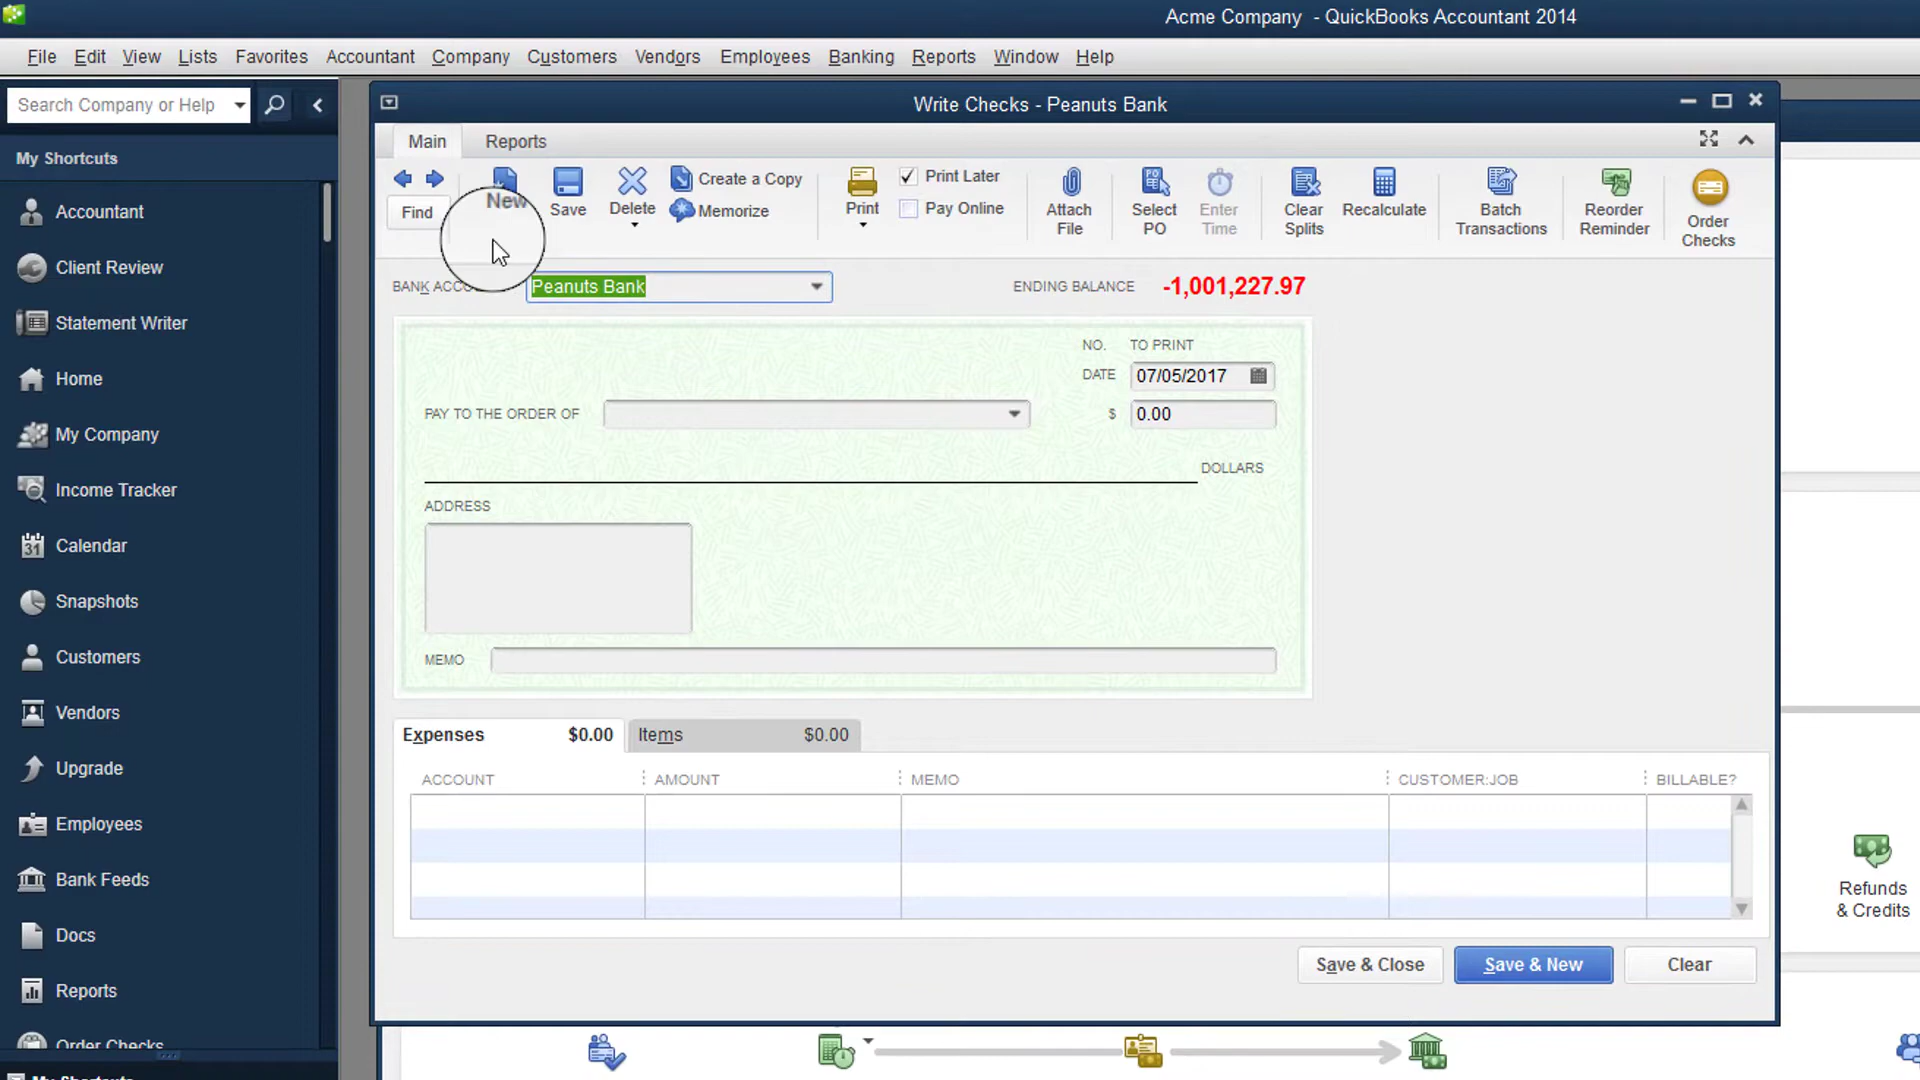 Acme Company - QuickBooks Accountant 2014
File Edit View Lists Favorites Accountant Company Customers Vendors Employees Banking Reports Window Help
Search Company or Help
Write Checks - Peanuts Bank
Main Reports
My Shortcuts
Accountant
Client Review
Statement Writer
Home
My Company
Income Tracker
Calendar
31
Snapshots
Customers
Vendors
Upgrade
Employees
Bank Feeds
Docs
Reports
Order Checks
My Shortcuts
Find
New
Save
Delete
Create a Copy
Memorize
Print
Print Later
Pay Online
Attach
File
PO
Select
PO
Enter
Time
Clear
Splits
Recalculate
Batch
Transactions
Reorder
Reminder
Order
Checks
Peanuts Bank
ENDING BALANCE -1,001,227.97
NO. TO PRINT
DATE 07/05/2017
PAY TO THE ORDER OF
$ 0.00
DOLLARS
ADDRESS
MEMO
Expenses $0.00 Items $0.00
ACCOUNT AMOUNT MEMO CUSTOMER:JOB BILLABLE?
Save & Close Save & New Clear
Refunds
& Credits